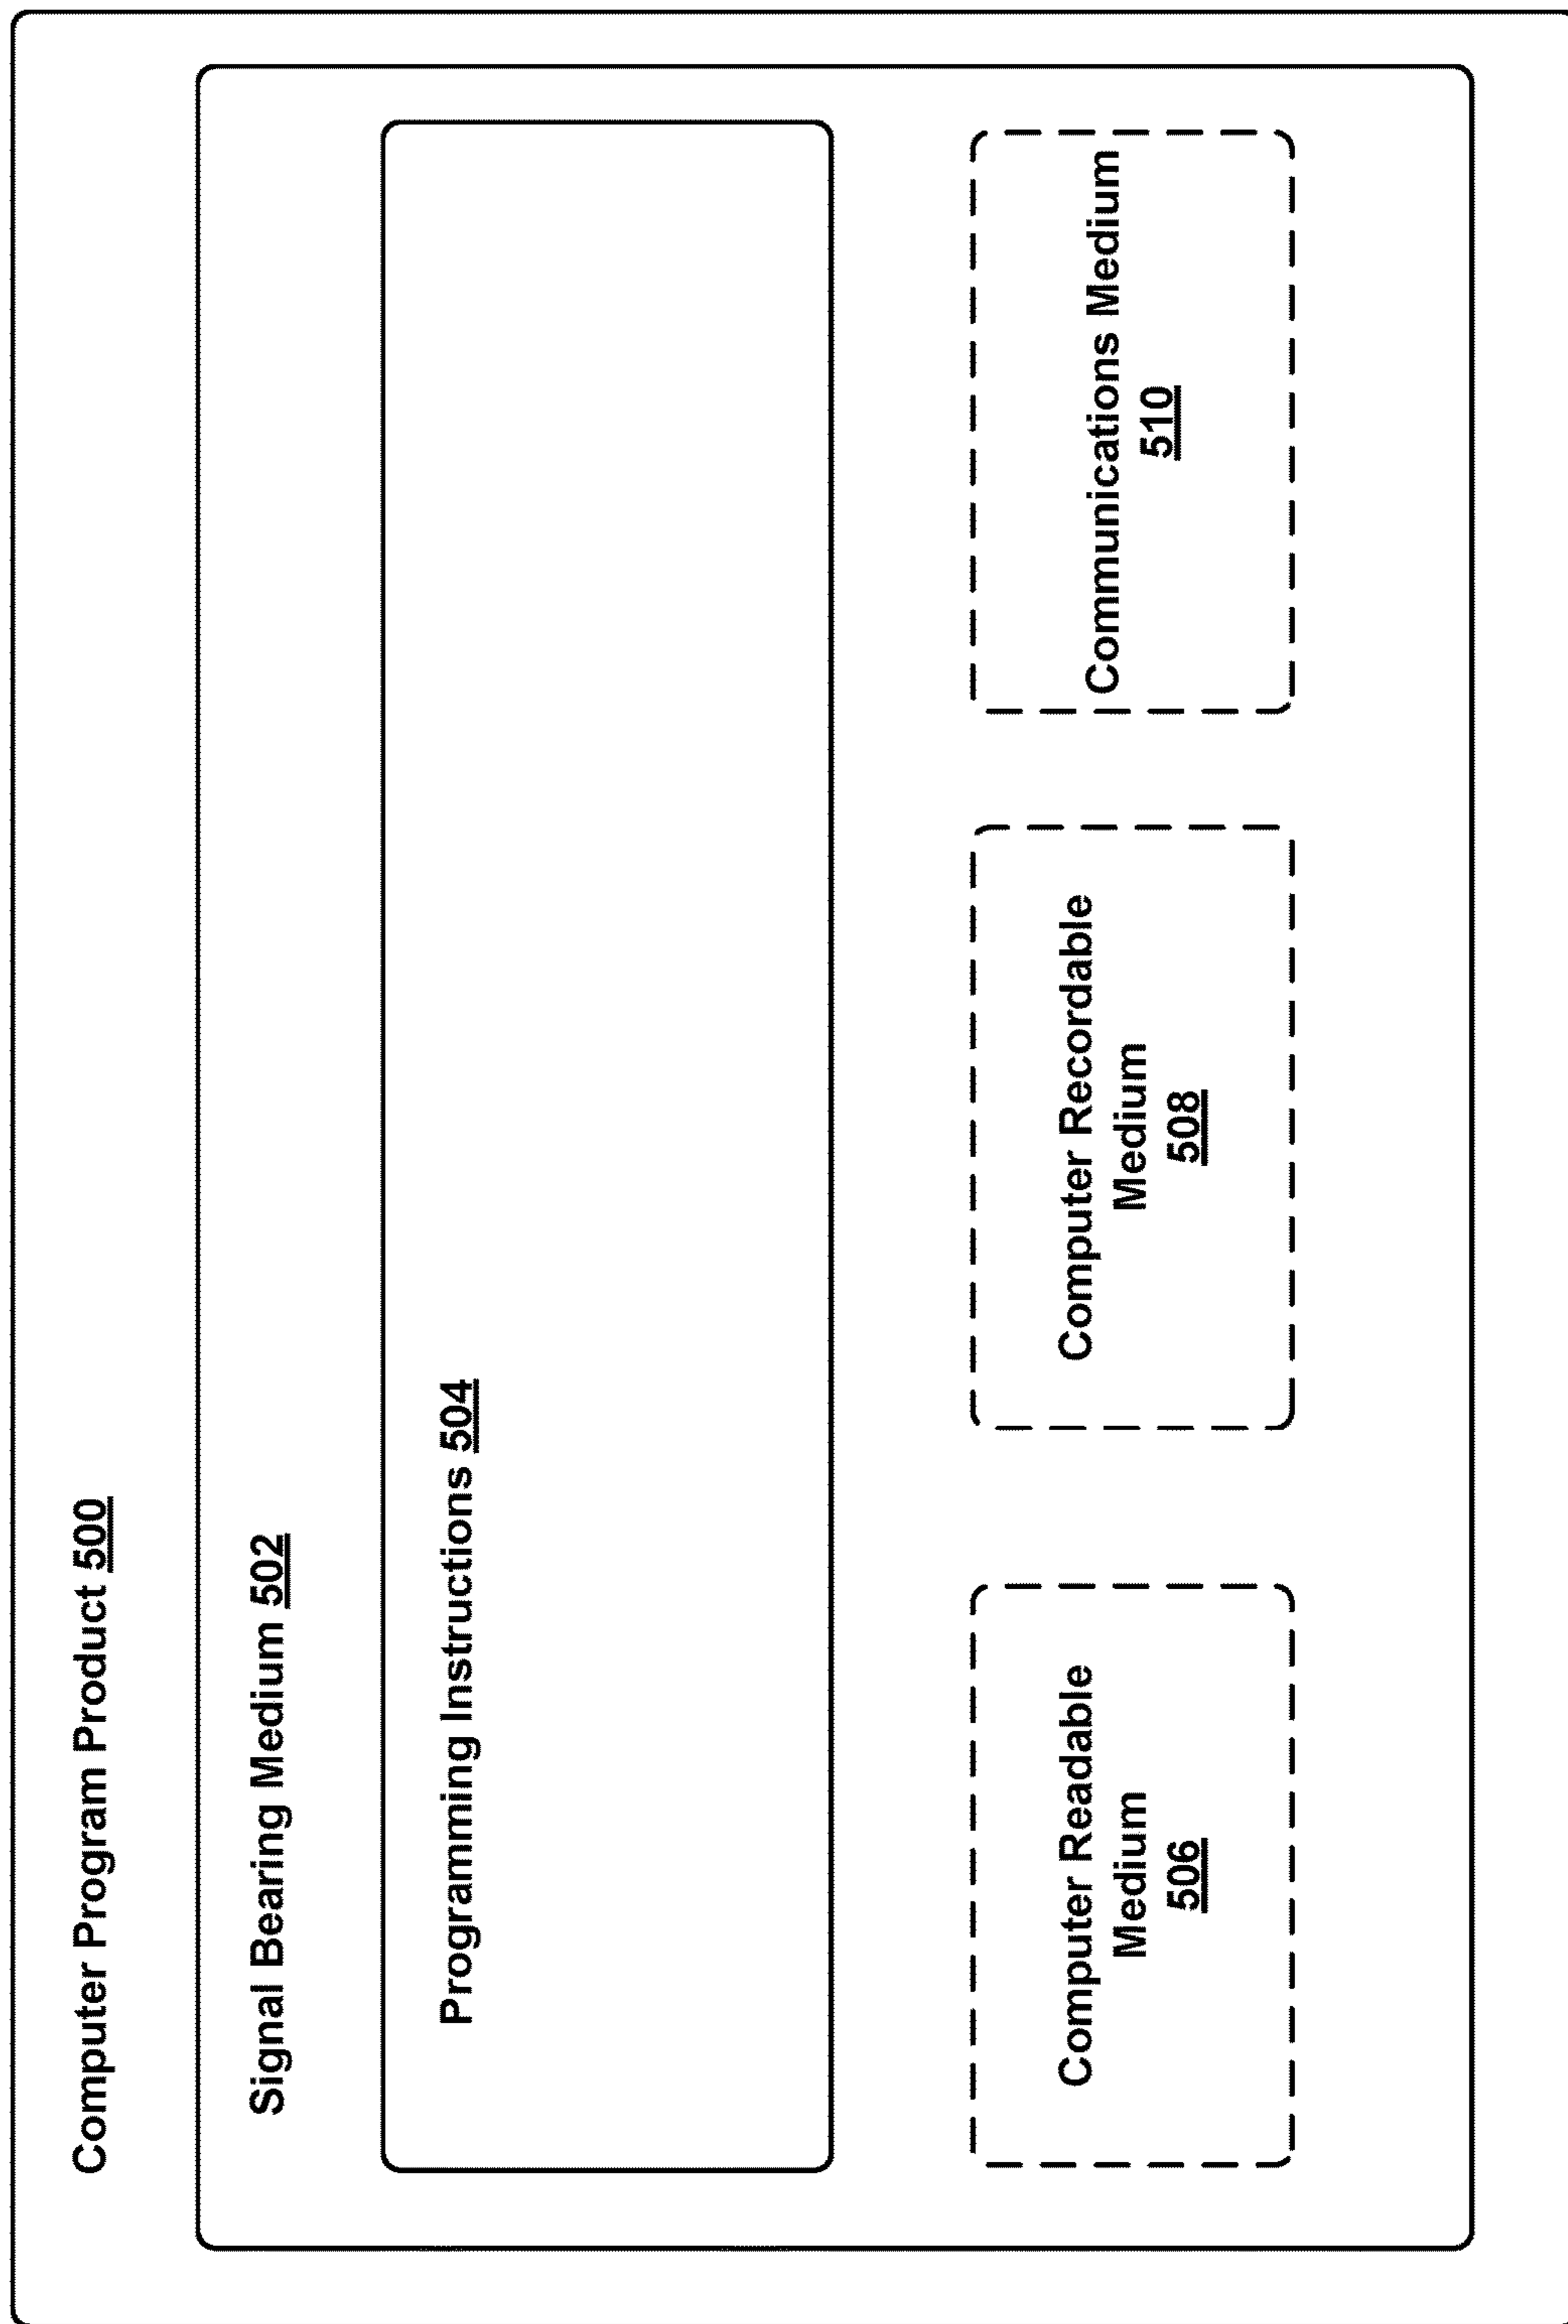 Computer Program Product 500
Signal Bearing Medium 502
Programming Instructions 504
Computer Readable
Medium
506
Computer Recordable
Medium
508
Communications Medium
510